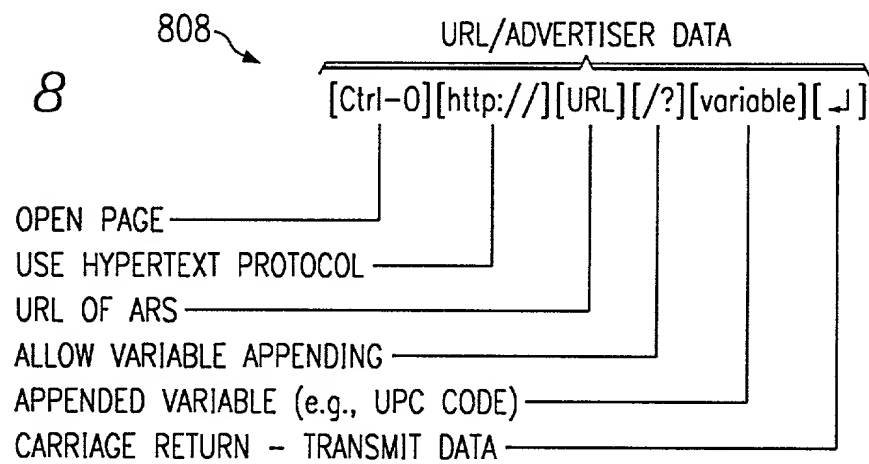 808
URL/ADVERTISER DATA
8
[Ctrl-O][http://][URL][/?][variable][↵]
OPEN PAGE
USE HYPERTEXT PROTOCOL
URL OF ARS
ALLOW VARIABLE APPENDING
APPENDED VARIABLE (e.g., UPC CODE)
CARRIAGE RETURN - TRANSMIT DATA